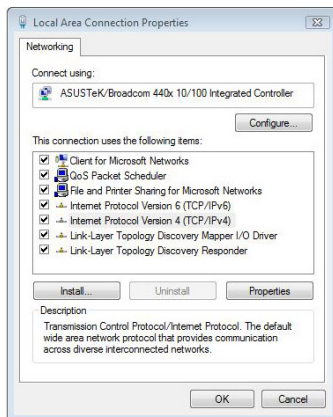 Local Area Connection Properties
Networking
Connect using:
ASUSTeK/Broadcom 440x 10/100 Integrated Controller
Configure...
This connection uses the following items:
Client for Microsoft Networks
QoS Packet Scheduler
File and Printer Sharing for Microsoft Networks
Internet Protocol Version 6 (TCP/IPv6)
Internet Protocol Version 4 (TCP/IPv4)
Link-Layer Topology Discovery Mapper I/O Driver
Link-Layer Topology Discovery Responder
Install... Uninstall Properties
Description
Transmission Control Protocol/Internet Protocol. The default
wide area network protocol that provides communication
across diverse interconnected networks.
OK Cancel